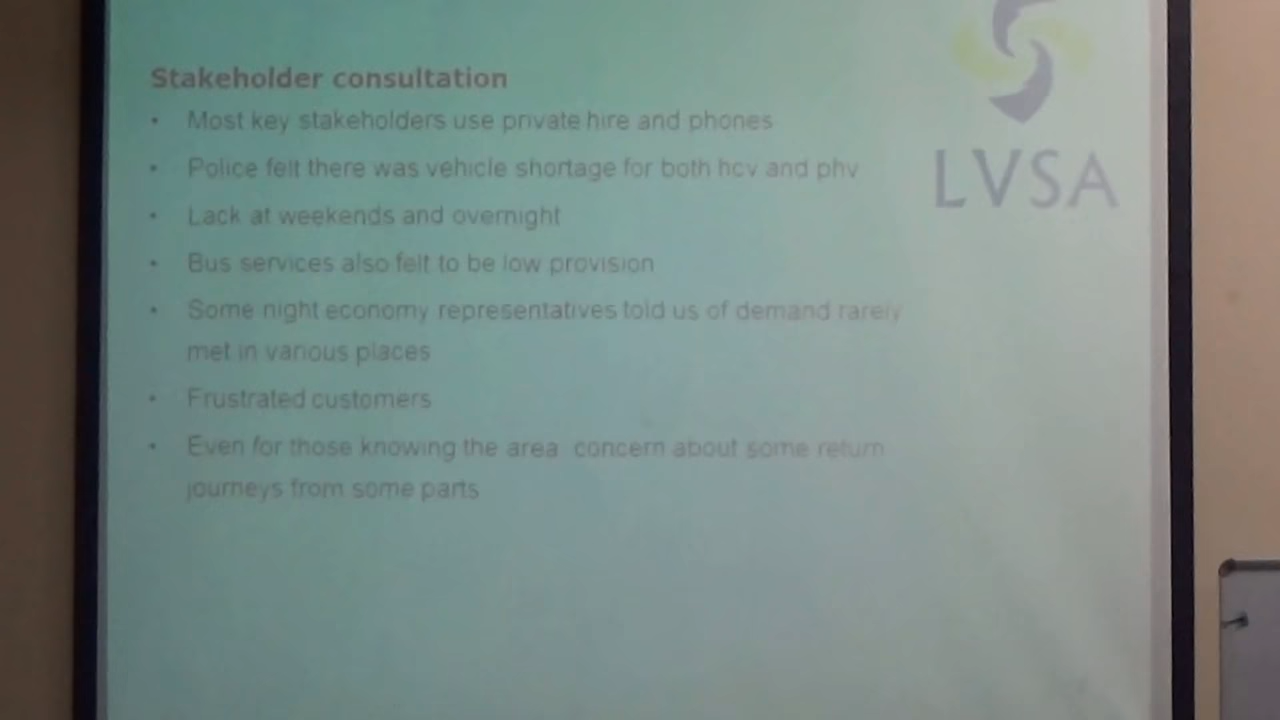 Stakeholder consultation
• Most key stakeholders use private hire and phones
• Police felt there was vehicle shortage for both hcv and phv
• Lack at weekends and overnight
• Bus services also felt to be low provision
• Some night economy representatives told us of demand rarely
met in various places
• Frustrated customers
• Even for those knowing the area concern about some return
journeys from some parts
LVSA